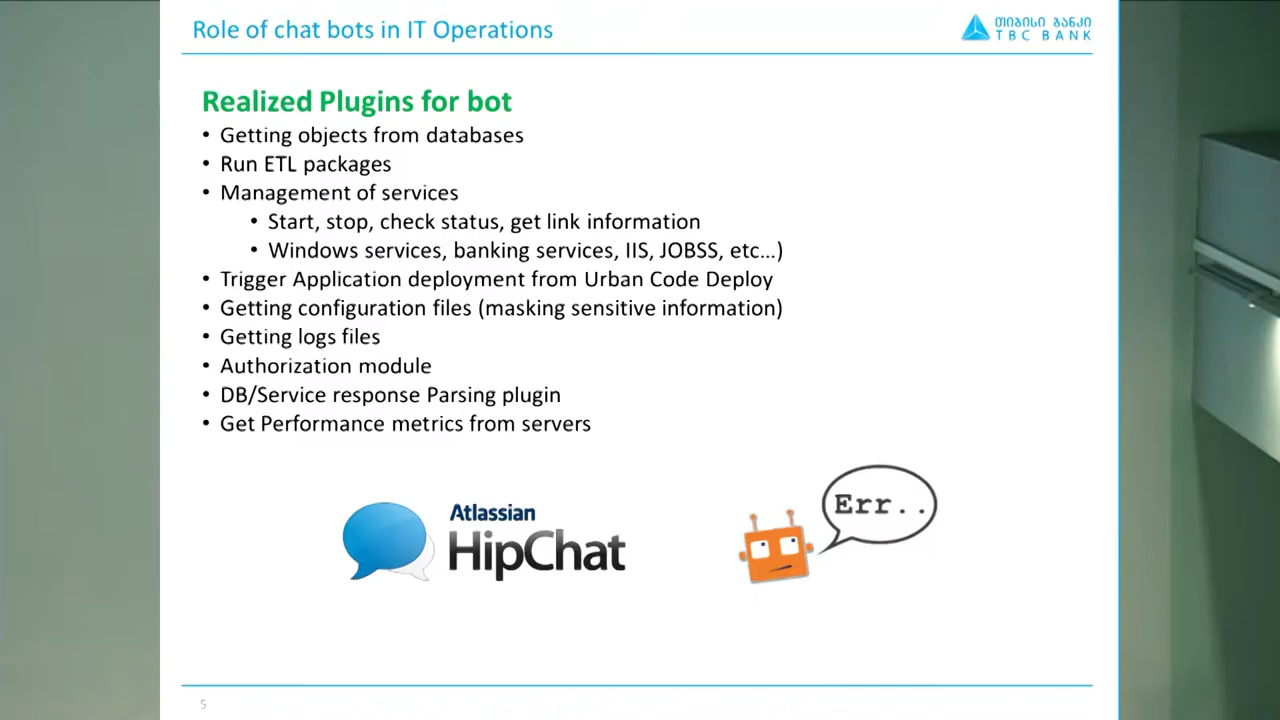 Role of chat bots in IT Operations
თიბისი ბანკი
TBC BANK
Realized Plugins for bot
• Getting objects from databases
• Run ETL packages
• Management of services
• Start, stop, check status, get link information
• Windows services, banking services, IIS, JOBSS, etc...)
• Trigger Application deployment from Urban Code Deploy
• Getting configuration files (masking sensitive information)
• Getting logs files
• Authorization module
• DB/Service response Parsing plugin
• Get Performance metrics from servers
Atlassian
HipChat
Err..
5